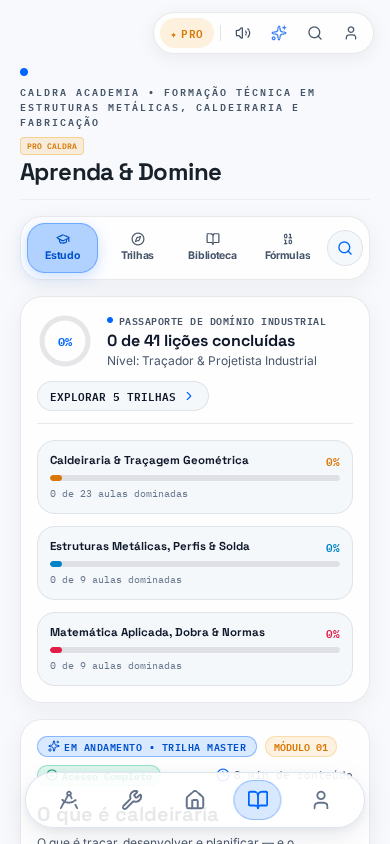 PRO
CALDRA ACADEMIA • FORMAÇÃO TÉCNICA EM
ESTRUTURAS METÁLICAS, CALDEIRARIA E
FABRICAÇÃO
PRO CALDRA
Aprenda & Domine
Estudo
Trilhas
Biblioteca
Fórmulas
0%
PASSAPORTE DE DOMÍNIO INDUSTRIAL
0 de 41 lições concluídas
Nível: Traçador & Projetista Industrial
EXPLORAR 5 TRILHAS
Caldeiraria & Traçagem Geométrica
0%
0 de 23 aulas dominadas
Estruturas Metálicas, Perfis & Solda
0%
0 de 9 aulas dominadas
Matemática Aplicada, Dobra & Normas
0%
0 de 9 aulas dominadas
EM ANDAMENTO • TRILHA MASTER
MÓDULO 01
Acesso Completo
de conteúdo
O que é caldeiraria
O que é traçar, desenvolver e planificar — e o